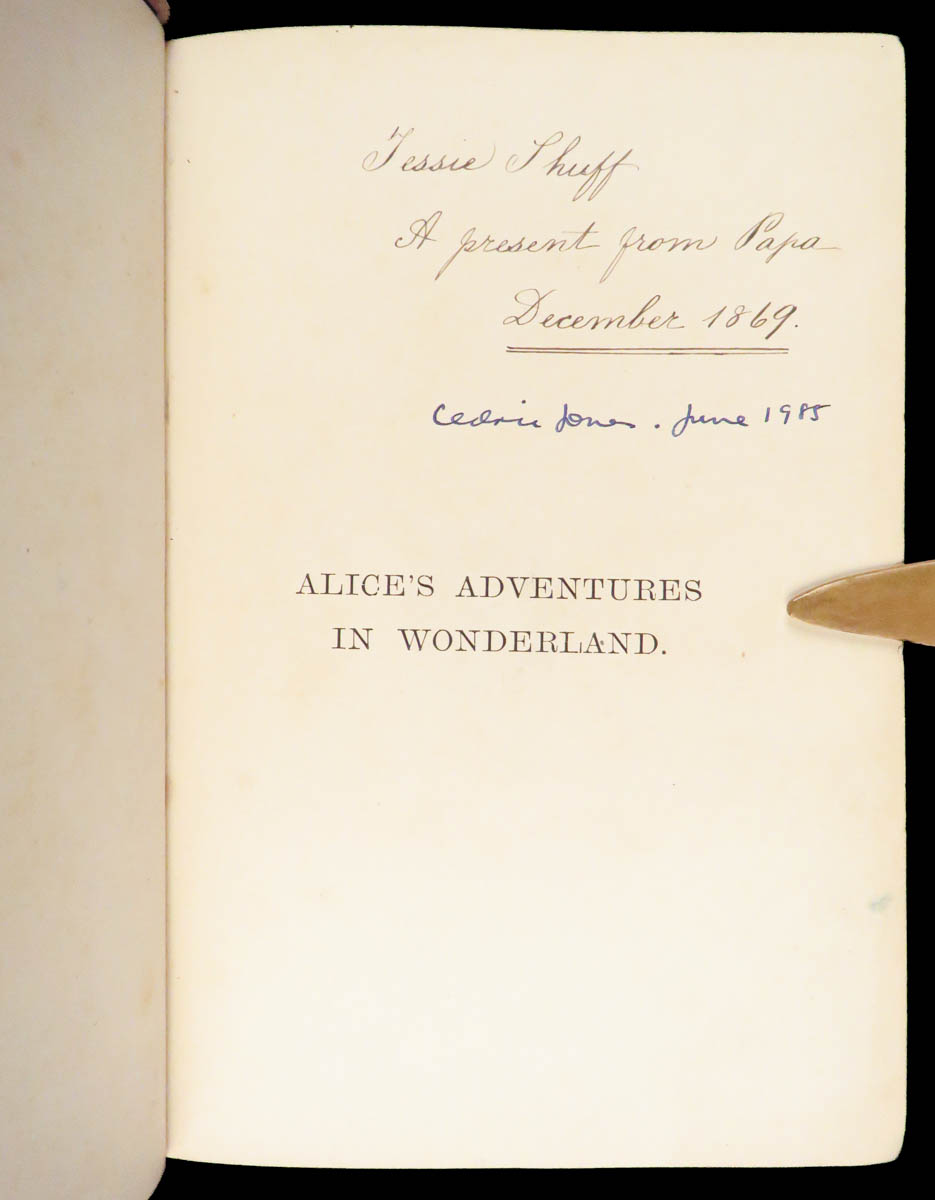 Jessie Shuff
A present from Papa
December 1869.
Cedric Jones. June 1985
ALICE'S ADVENTURES
IN WONDERLAND.